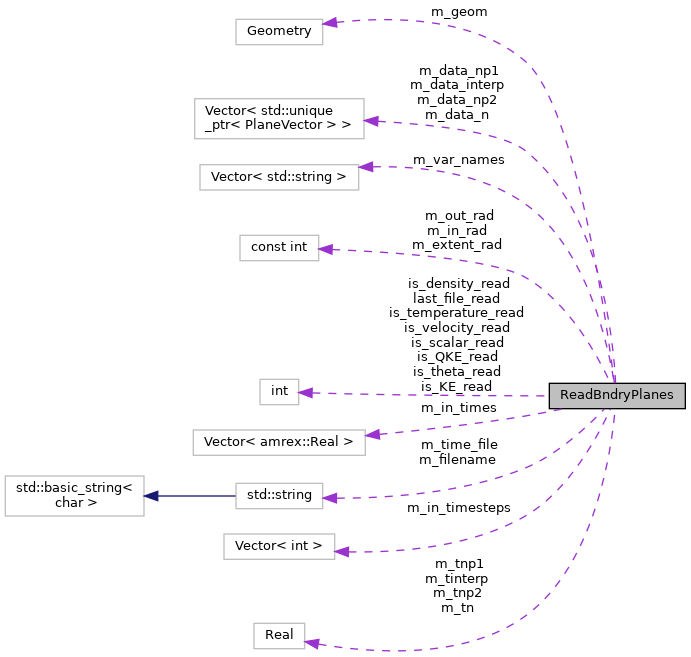 m_geom
Geometry
m_data_np1
m_data_interp
m_data_np2
m_data_n
Vector< std::unique
_ptr< PlaneVector > >
m_var_names
Vector< std::string >
m_out_rad
m_in_rad
m_extent_rad
const int
is_density_read
last_file_read
is_temperature_read
is_velocity_read
is_scalar_read
is_QKE_read
is_theta_read
is_KE_read
int
ReadBndryPlanes
m_in_times
Vector< amrex::Real >
m_time_file
m_filename
std::basic_string<
char >
std::string
m_in_timesteps
Vector< int >
m_tnp1
m_tinterp
m_tnp2
m_tn
Real